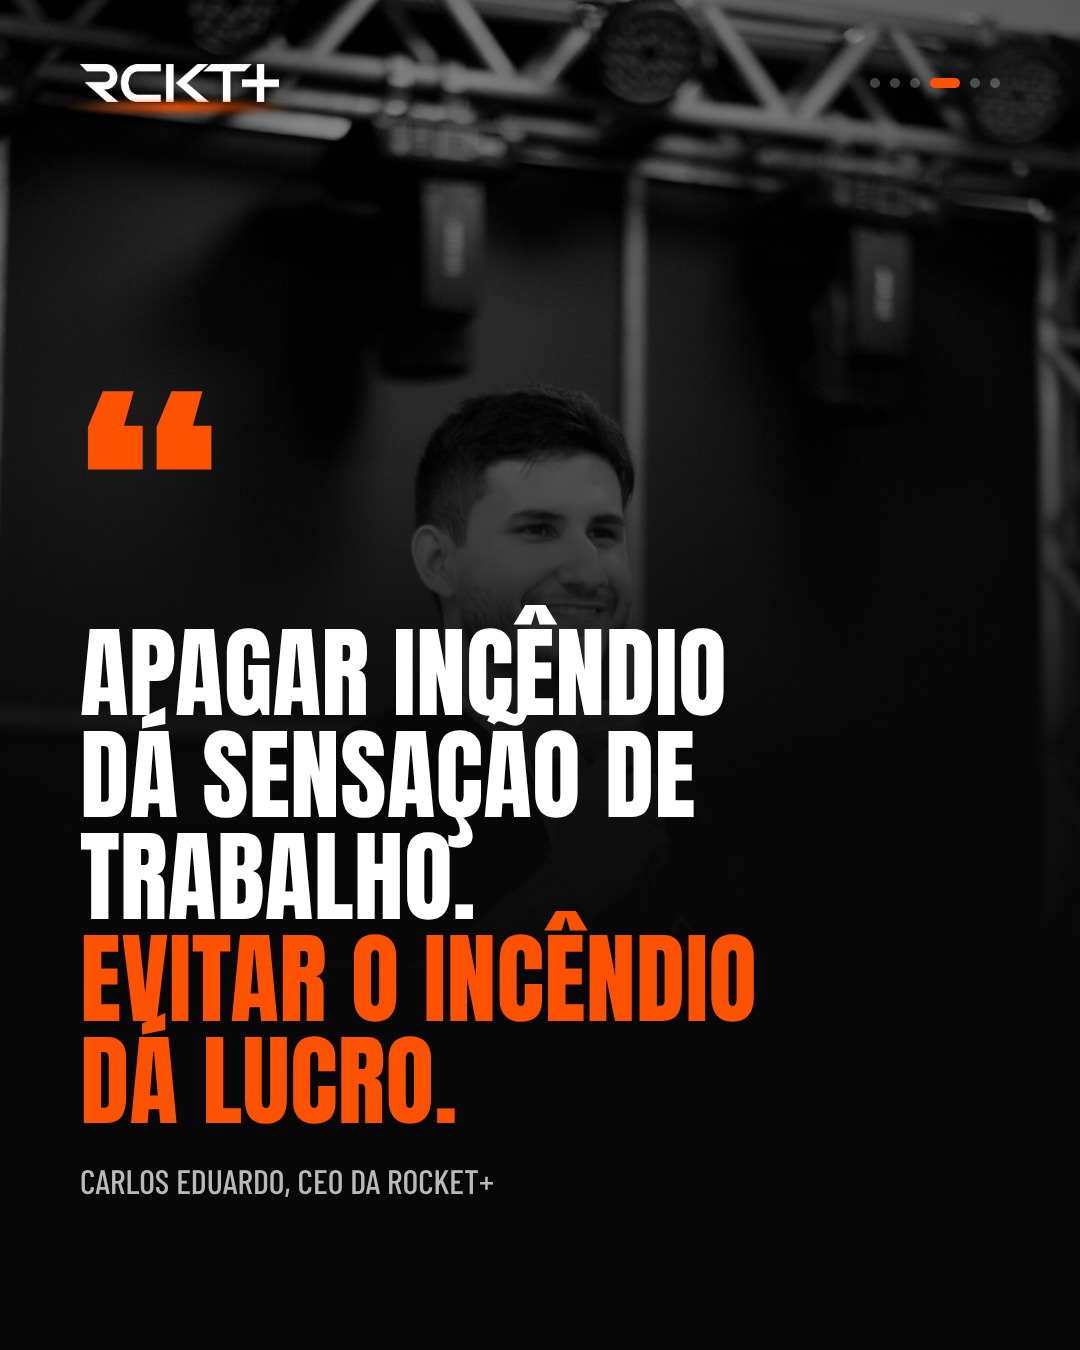 RCKT+
“
APAGAR INCÊNDIO
DÁ SENSAÇÃO DE
TRABALHO.
EVITAR O INCÊNDIO
DÁ LUCRO.
CARLOS EDUARDO, CEO DA ROCKET+